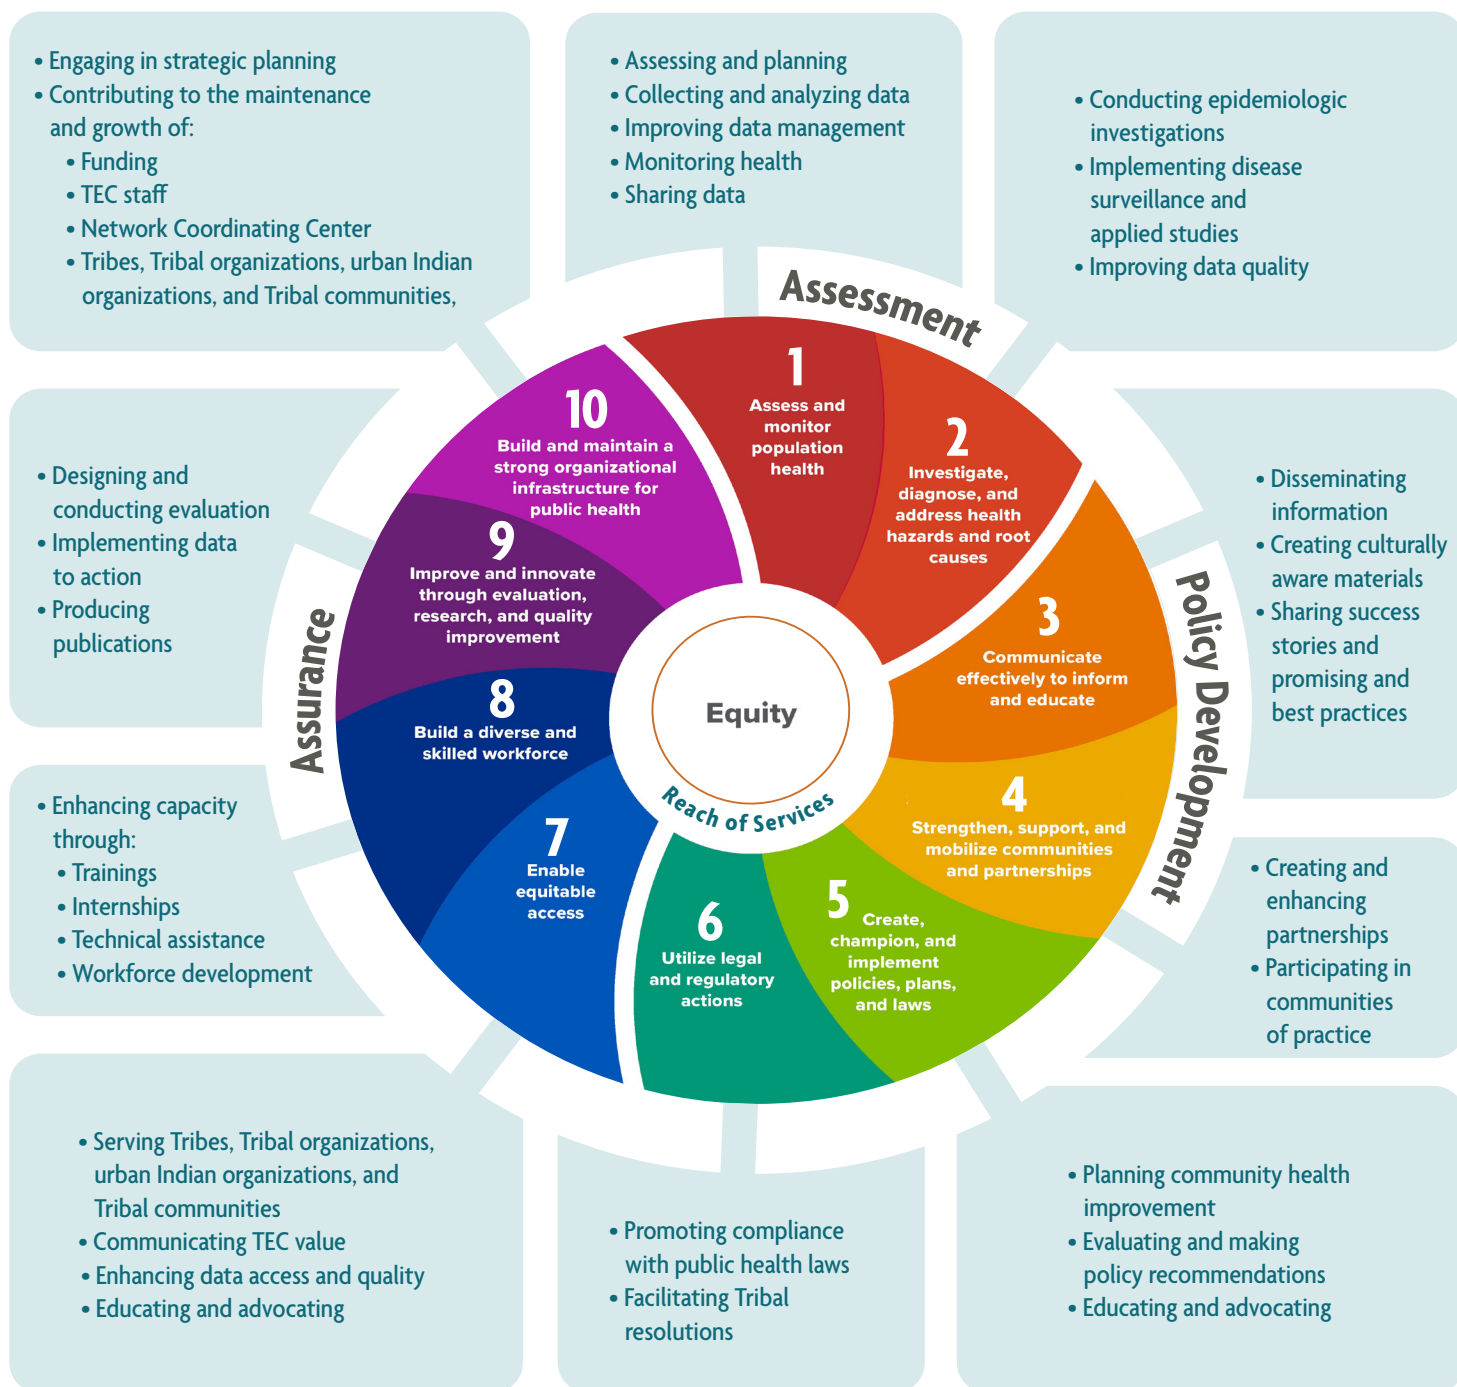 • Engaging in strategic planning
• Contributing to the maintenance
and growth of:
• Funding
• TEC staff
• Network Coordinating Center
• Tribes, Tribal organizations, urban Indian
organizations, and Tribal communities,
• Assessing and planning
• Collecting and analyzing data
• Improving data management
• Monitoring health
• Sharing data
• Conducting epidemiologic
investigations
• Implementing disease
surveillance and
applied studies
• Improving data quality
Assessment
1
Assess and
monitor
population
health
2
Investigate,
diagnose, and
address health
hazards and root
causes
10
Build and maintain a
strong organizational
infrastructure for
public health
• Designing and
conducting evaluation
• Implementing data
to action
• Producing
publications
9
Improve and innovate
through evaluation,
research, and quality
improvement
3
Communicate
effectively to inform
and educate
• Disseminating
information
• Creating culturally
aware materials
• Sharing success
stories and
promising and
best practices
Assurance
Policy Development
8
Build a diverse and
skilled workforce
Equity
Reach of Services
4
Strengthen, support, and
mobilize communities
and partnerships
• Enhancing capacity
through:
• Trainings
• Internships
• Technical assistance
• Workforce development
7
Enable
equitable
access
6
Utilize legal
and regulatory
actions
5
Create,
champion, and
implement
policies, plans,
and laws
• Creating and
enhancing
partnerships
• Participating in
communities
of practice
• Serving Tribes, Tribal organizations,
urban Indian organizations, and
Tribal communities
• Communicating TEC value
• Enhancing data access and quality
• Educating and advocating
• Promoting compliance
with public health laws
• Facilitating Tribal
resolutions
• Planning community health
improvement
• Evaluating and making
policy recommendations
• Educating and advocating